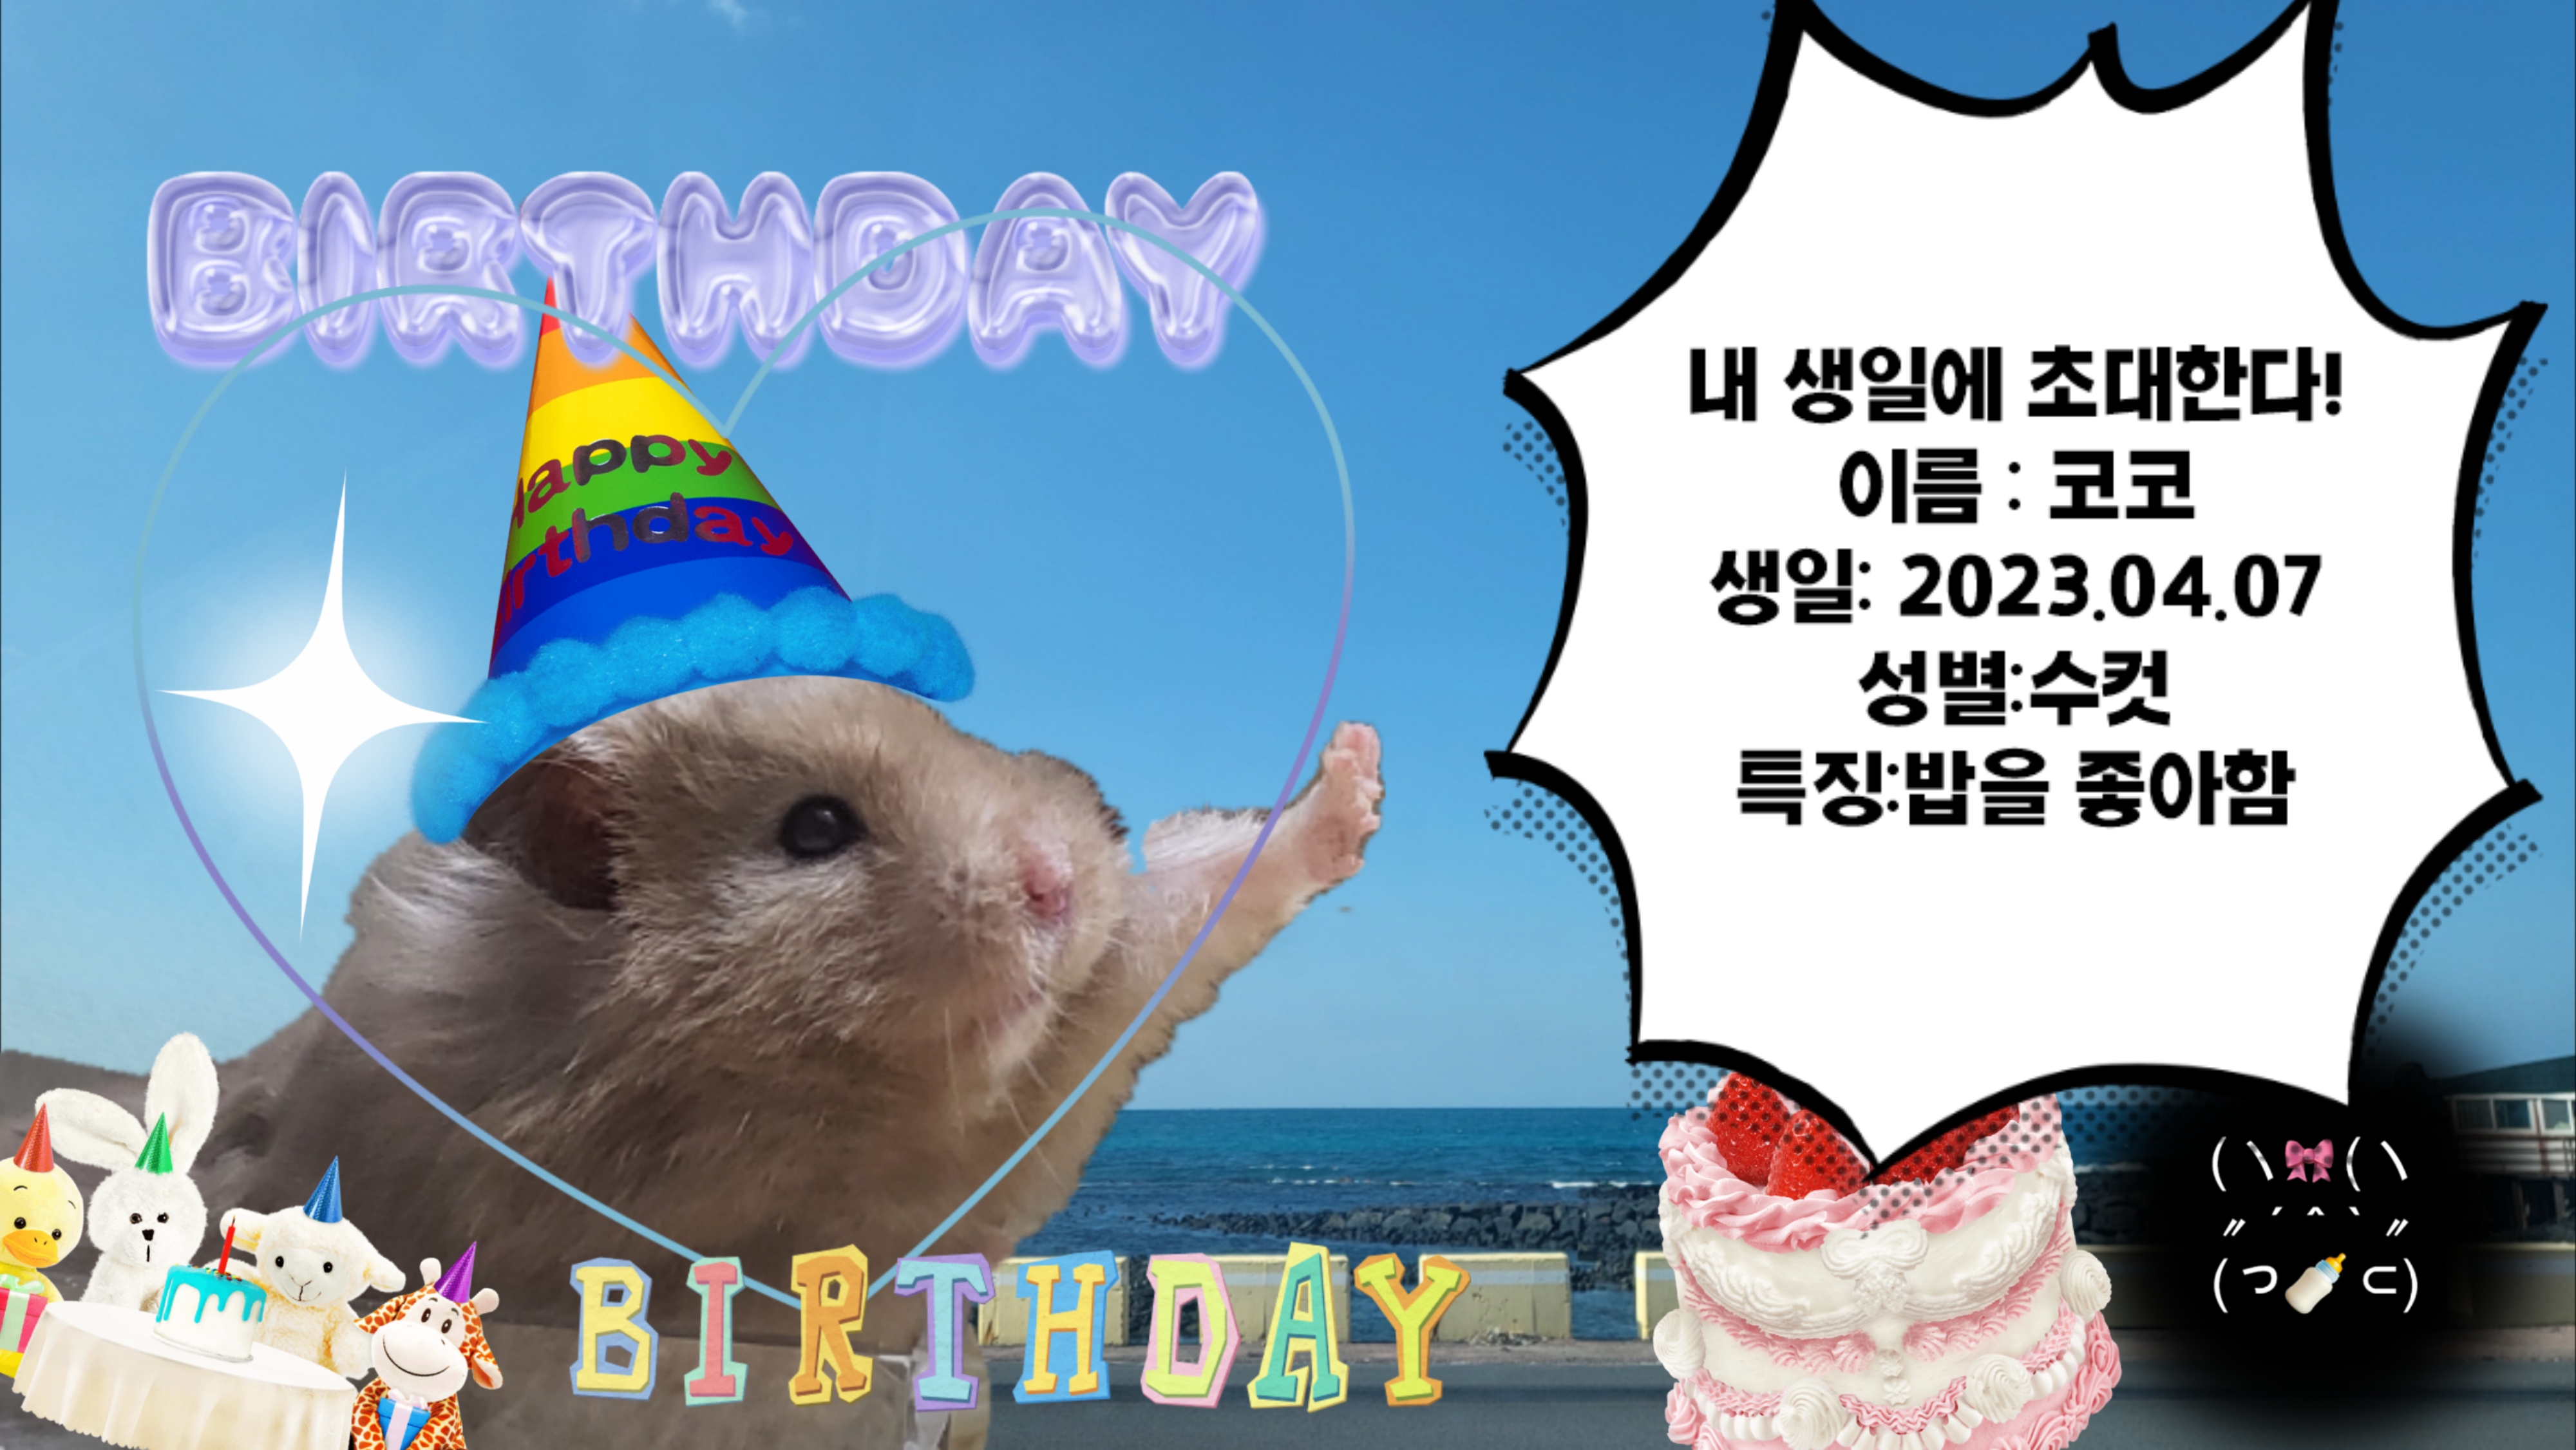 BIRTHDAY
Happy
Birthday
내 생일에 초대한다!
이름 : 코코
생일: 2023.04.07
성별:수컷
특징:밥을 좋아함
BIRTHDAY
(\🎀(\
〃´^`〃
(っ🍼⊂)